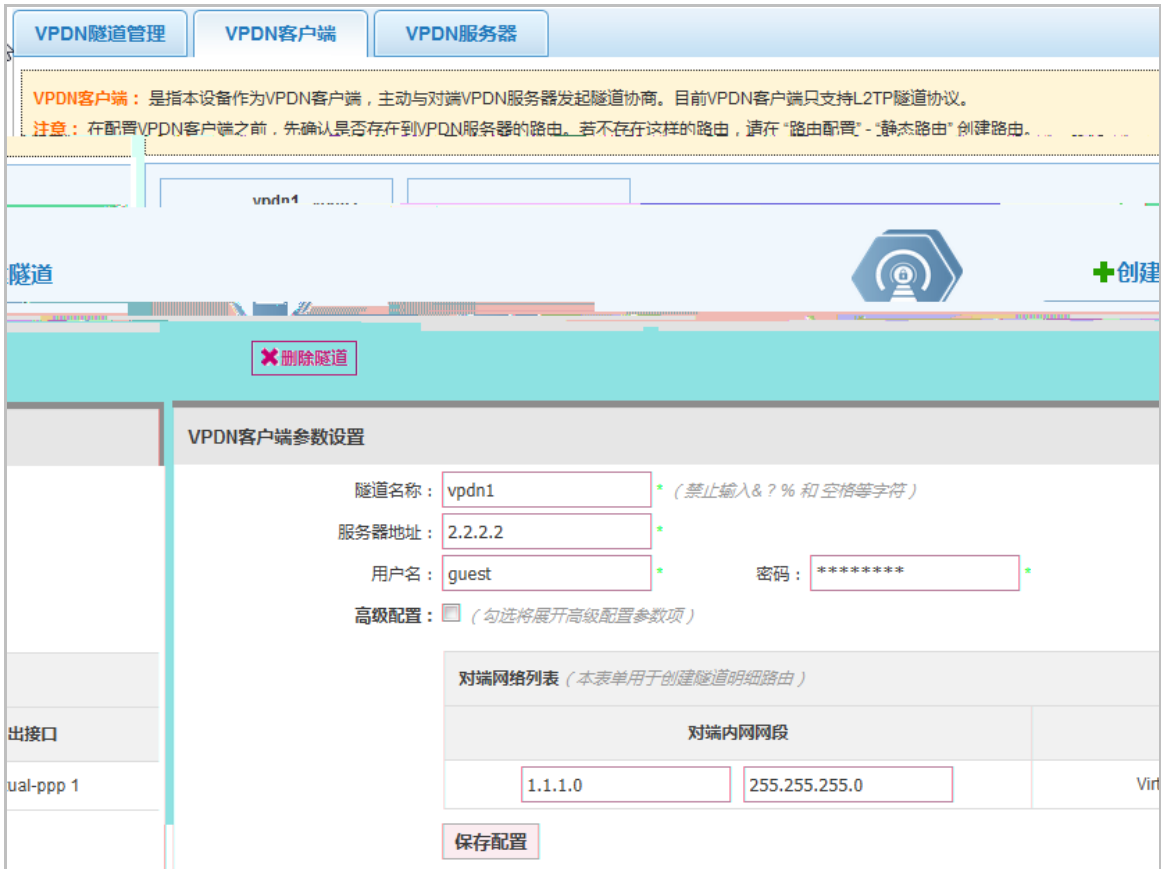 VPDN隧道管理 VPDN客户端 VPDN服务器
VPDN客户端：是指本设备作为VPDN客户端，主动与对端VPDN服务器发起隧道协商。目前VPDN客户端只支持L2TP隧道协议。
注意：在配置VPDN客户端之前，先确认是否存在到VPDN服务器的路由。若不存在这样的路由，请在 “路由配置” - “静态路由” 创建路由。
vpdn1
隧道 创建
删除隧道
VPDN客户端参数设置
隧道名称： vpdn1 * （禁止输入& ? % 和 空格等字符）
服务器地址： 2.2.2.2 *
用户名： guest * 密码： ******** *
高级配置： （勾选将展开高级配置参数项）
对端网络列表（本表单用于创建隧道明细路由）
出接口 对端内网网段
tual-ppp 1 1.1.1.0 255.255.255.0 Virt
保存配置